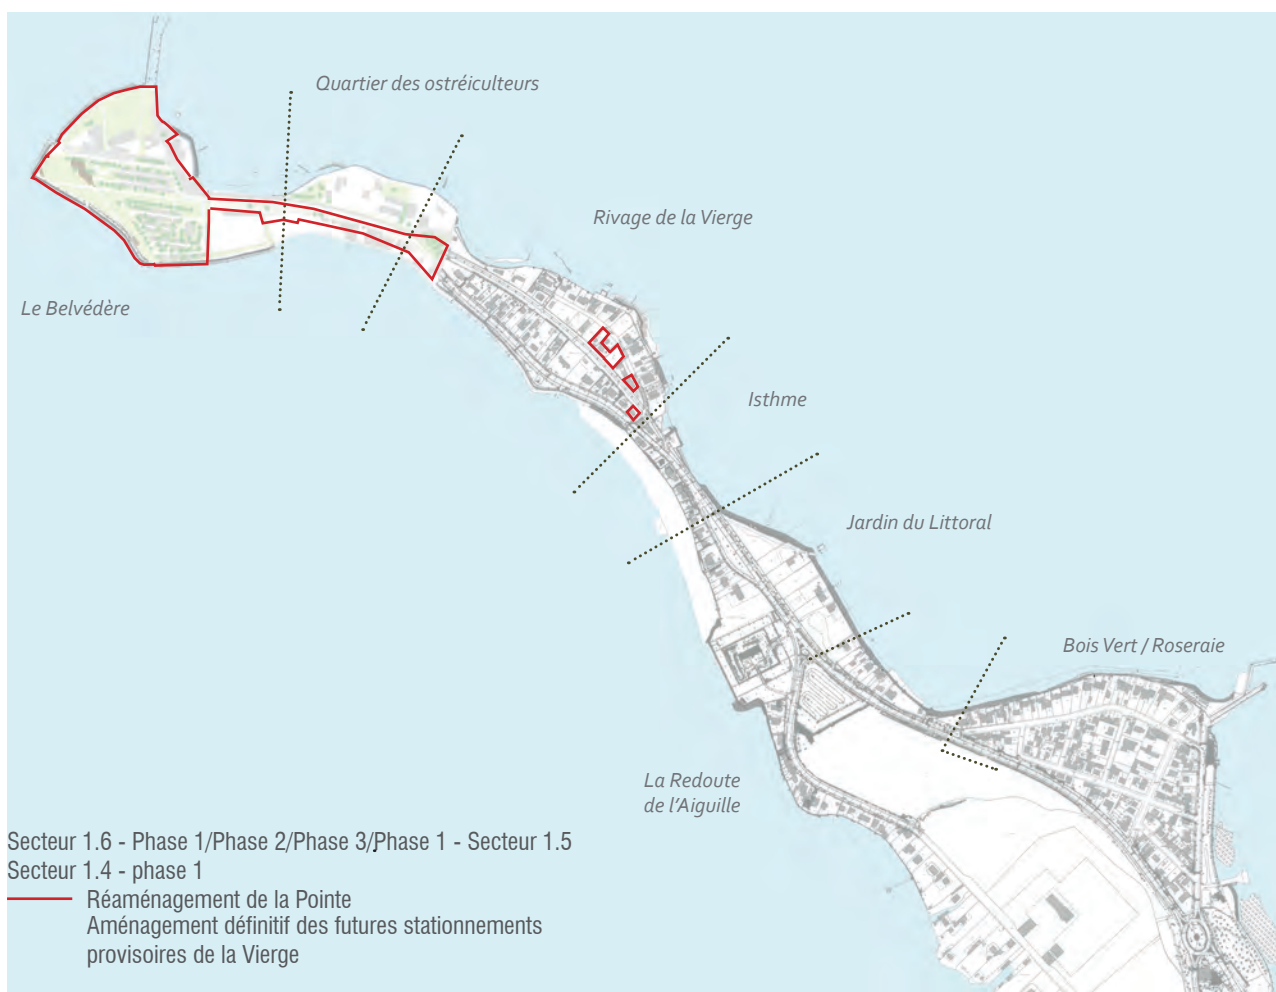 Quartier des ostréiculteurs
Rivage de la Vierge
Le Belvédère
Isthme
Jardin du Littoral
Bois Vert / Roseraie
La Redoute
de l'Aiguille
Secteur 1.6 - Phase 1/Phase 2/Phase 3/Phase 1 - Secteur 1.5
Secteur 1.4 - phase 1
Réaménagement de la Pointe
Aménagement définitif des futures stationnements
provisoires de la Vierge